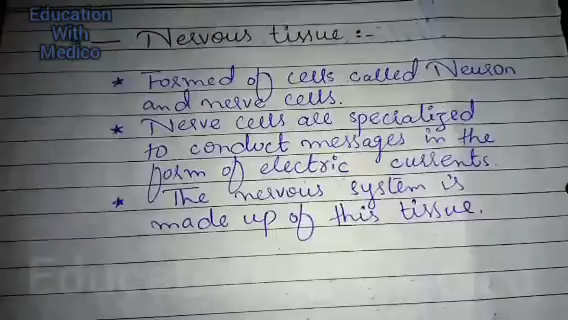 Education
With
Medico
Nervous tissue :-
* Formed of cells called Neuron
and nerve cells.
* Nerve cells are specialized
to conduct messages in the
form of electric currents.
* The nervous system is
made up of this tissue.